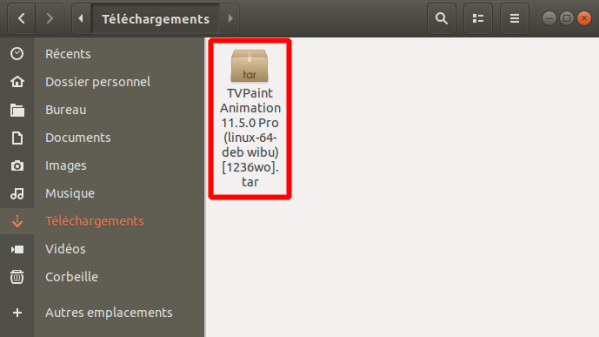 Téléchargements
Récents
Dossier personnel
Bureau
Documents
Images
Musique
Téléchargements
Vidéos
Corbeille
Autres emplacements
tar
TVPaint
Animation
11.5.0 Pro
(linux-64-
deb wibu)
[1236wo].
tar